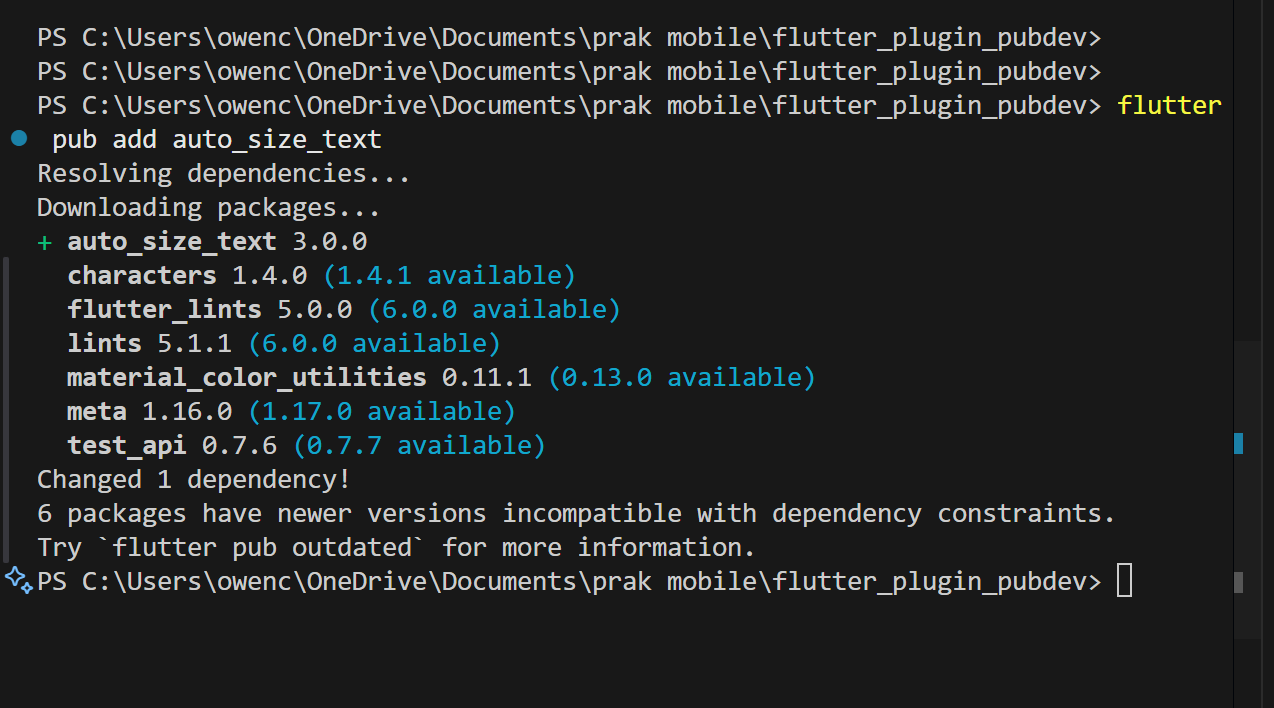 PS C:\Users\owenc\OneDrive\Documents\prak mobile\flutter_plugin_pubdev>
PS C:\Users\owenc\OneDrive\Documents\prak mobile\flutter_plugin_pubdev>
PS C:\Users\owenc\OneDrive\Documents\prak mobile\flutter_plugin_pubdev> flutter
pub add auto_size_text
Resolving dependencies...
Downloading packages...
+ auto_size_text 3.0.0
characters 1.4.0 (1.4.1 available)
flutter_lints 5.0.0 (6.0.0 available)
lints 5.1.1 (6.0.0 available)
material_color_utilities 0.11.1 (0.13.0 available)
meta 1.16.0 (1.17.0 available)
test_api 0.7.6 (0.7.7 available)
Changed 1 dependency!
6 packages have newer versions incompatible with dependency constraints.
Try `flutter pub outdated` for more information.
PS C:\Users\owenc\OneDrive\Documents\prak mobile\flutter_plugin_pubdev>